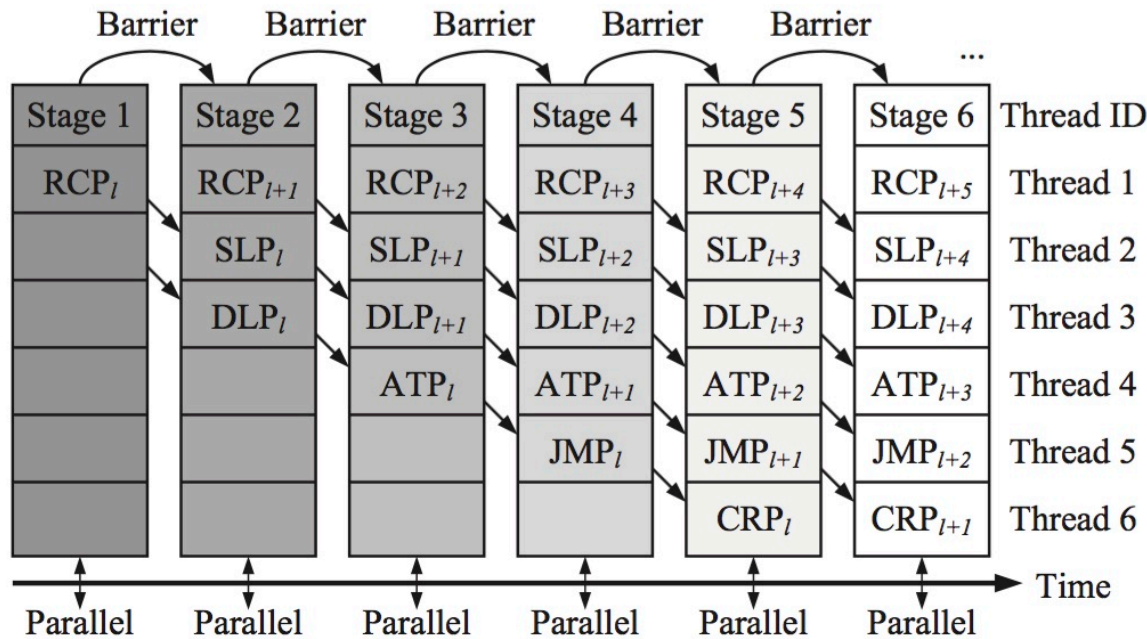 Barrier Barrier Barrier Barrier Barrier ...
Stage 1 Stage 2 Stage 3 Stage 4 Stage 5 Stage 6 Thread ID
RCPl RCPl+1 RCPl+2 RCPl+3 RCPl+4 RCPl+5 Thread 1
SLPl SLPl+1 SLPl+2 SLPl+3 SLPl+4 Thread 2
DLPl DLPl+1 DLPl+2 DLPl+3 DLPl+4 Thread 3
ATPl ATPl+1 ATPl+2 ATPl+3 Thread 4
JMPl JMPl+1 JMPl+2 Thread 5
CRPl CRPl+1 Thread 6
Time
Parallel Parallel Parallel Parallel Parallel Parallel